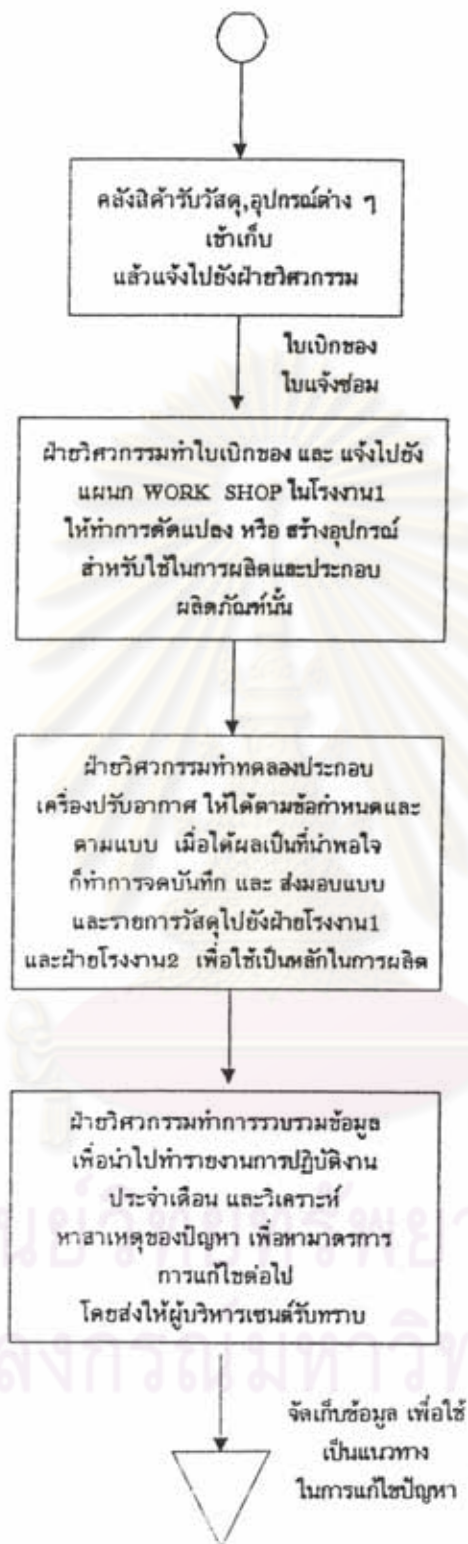 คลังสินค้ารับวัสดุ,อุปกรณ์ต่าง ๆ
เข้าเก็บ
แล้วแจ้งไปยังฝ่ายวิศวกรรม
ใบเบิกของ
ใบแจ้งซ่อม
ฝ่ายวิศวกรรมทำใบเบิกของ และ แจ้งไปยัง
แผนก WORK SHOP ในโรงงาน1
ให้ทำการดัดแปลง หรือ สร้างอุปกรณ์
สำหรับใช้ในการผลิตและประกอบ
ผลิตภัณฑ์นั้น
ฝ่ายวิศวกรรมทำทดลองประกอบ
เครื่องปรับอากาศ ให้ได้ตามข้อกำหนดและ
ตามแบบ เมื่อได้ผลเป็นที่น่าพอใจ
ก็ทำการจดบันทึก และ ส่งมอบแบบ
และรายการวัสดุไปยังฝ่ายโรงงาน1
และฝ่ายโรงงาน2 เพื่อใช้เป็นหลักในการผลิต
ฝ่ายวิศวกรรมทำการรวบรวมข้อมูล
เพื่อนำไปทำรายงานการปฏิบัติงาน
ประจำเดือน และวิเคราะห์
หาสาเหตุของปัญหา เพื่อหามาตรการ
การแก้ไขต่อไป
โดยส่งให้ผู้บริหารเซนต์รับทราบ
จัดเก็บข้อมูล เพื่อใช้
เป็นแนวทาง
ในการแก้ไขปัญหา